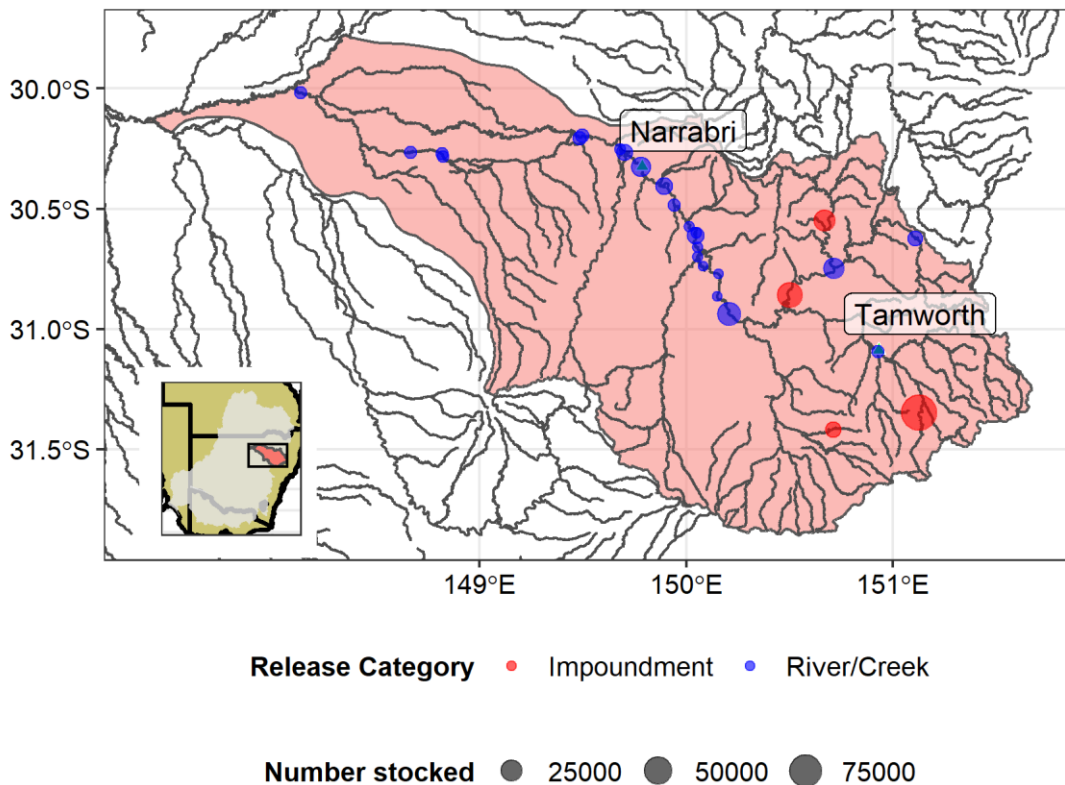 30.0°S
Narrabri
30.5°S
31.0°S
Tamworth
31.5°S
149°E 150°E 151°E
Release Category Impoundment River/Creek
Number stocked 25000 50000 75000